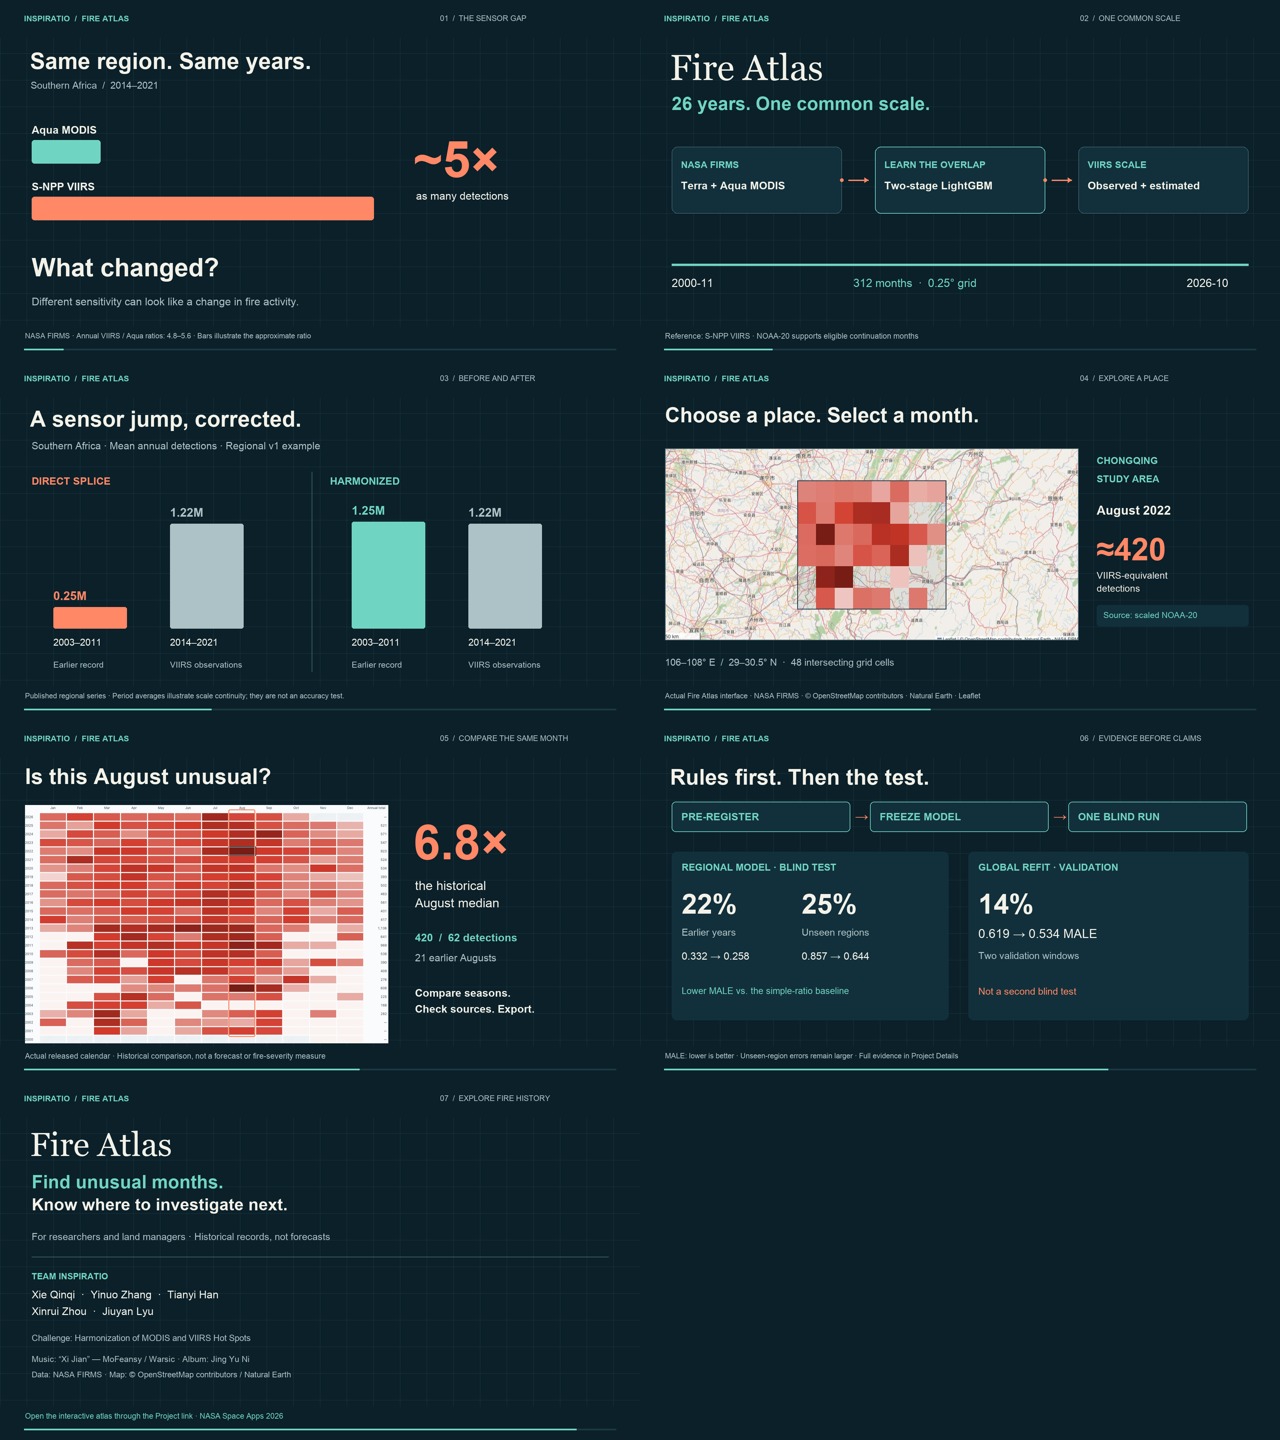 INSPIRATIO / FIRE ATLAS
01 / THE SENSOR GAP
Same region. Same years.
Southern Africa / 2014–2021
Aqua MODIS
S-NPP VIIRS
~5×
as many detections
What changed?
Different sensitivity can look like a change in fire activity.
NASA FIRMS · Annual VIIRS / Aqua ratios: 4.8–5.6 · Bars illustrate the approximate ratio
INSPIRATIO / FIRE ATLAS
02 / ONE COMMON SCALE
Fire Atlas
26 years. One common scale.
NASA FIRMS
Terra + Aqua MODIS
LEARN THE OVERLAP
Two-stage LightGBM
VIIRS SCALE
Observed + estimated
2000-11
312 months · 0.25° grid
2026-10
Reference: S-NPP VIIRS · NOAA-20 supports eligible continuation months
INSPIRATIO / FIRE ATLAS
03 / BEFORE AND AFTER
A sensor jump, corrected.
Southern Africa · Mean annual detections · Regional v1 example
DIRECT SPLICE
0.25M
2003–2011
Earlier record
1.22M
2014–2021
VIIRS observations
HARMONIZED
1.25M
2003–2011
Earlier record
1.22M
2014–2021
VIIRS observations
Published regional series · Period averages illustrate scale continuity; they are not an accuracy test.
INSPIRATIO / FIRE ATLAS
04 / EXPLORE A PLACE
Choose a place. Select a month.
CHONGQING
STUDY AREA
August 2022
≈420
VIIRS-equivalent
detections
Source: scaled NOAA-20
106–108° E / 29–30.5° N · 48 intersecting grid cells
Actual Fire Atlas interface · NASA FIRMS · © OpenStreetMap contributors · Natural Earth · Leaflet
INSPIRATIO / FIRE ATLAS
05 / COMPARE THE SAME MONTH
Is this August unusual?
6.8×
the historical
August median
420 / 62 detections
21 earlier Augusts
Compare seasons.
Check sources. Export.
Actual released calendar · Historical comparison, not a forecast or fire-severity measure
INSPIRATIO / FIRE ATLAS
06 / EVIDENCE BEFORE CLAIMS
Rules first. Then the test.
PRE-REGISTER
→
FREEZE MODEL
→
ONE BLIND RUN
REGIONAL MODEL · BLIND TEST
22%
Earlier years
0.332 → 0.258
25%
Unseen regions
0.857 → 0.644
Lower MALE vs. the simple-ratio baseline
GLOBAL REFIT · VALIDATION
14%
0.619 → 0.534 MALE
Two validation windows
Not a second blind test
MALE: lower is better · Unseen-region errors remain larger · Full evidence in Project Details
INSPIRATIO / FIRE ATLAS
07 / EXPLORE FIRE HISTORY
Fire Atlas
Find unusual months.
Know where to investigate next.
For researchers and land managers · Historical records, not forecasts
TEAM INSPIRATIO
Xie Qinqi · Yinuo Zhang · Tianyi Han
Xinrui Zhou · Jiuyan Lyu
Challenge: Harmonization of MODIS and VIIRS Hot Spots
Music: “Xi Jian” — MoFeansy / Warsic · Album: Jing Yu Ni
Data: NASA FIRMS · Map: © OpenStreetMap contributors / Natural Earth
Open the interactive atlas through the Project link · NASA Space Apps 2026